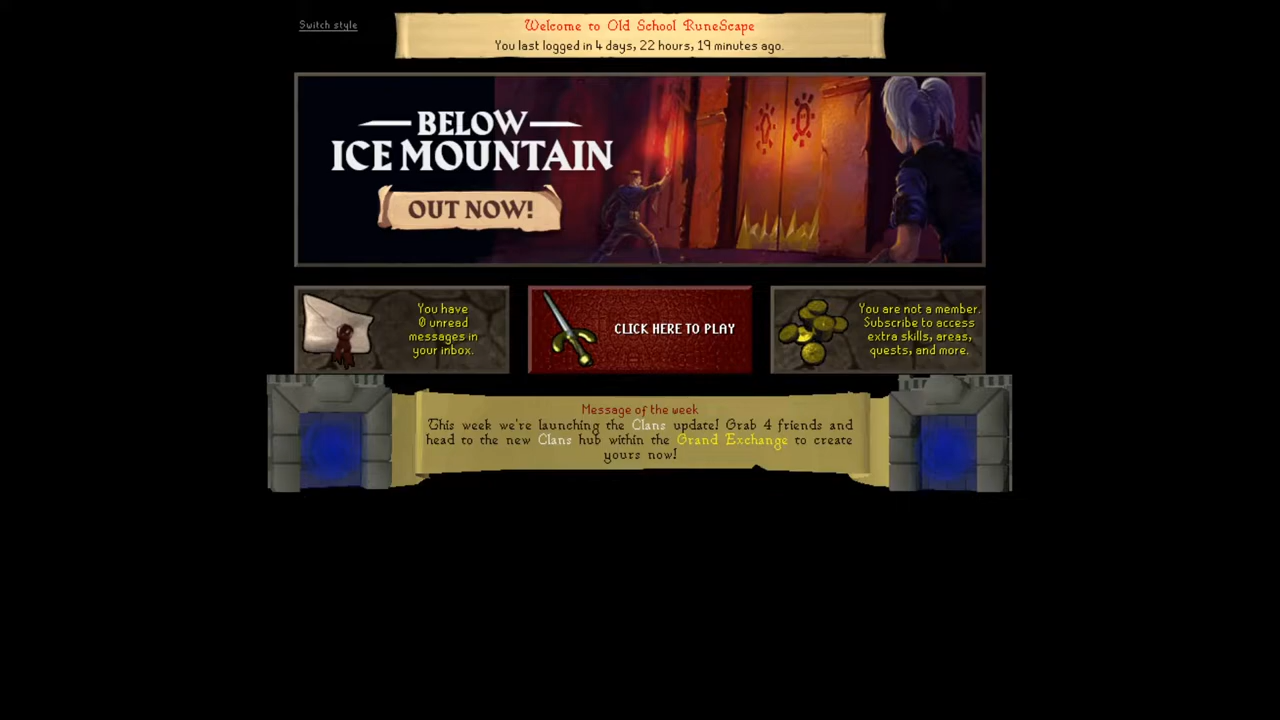 Switch style
Welcome to Old School RuneScape
You last logged in 4 days, 22 hours, 19 minutes ago.
BELOW
ICE MOUNTAIN
OUT NOW!
You have
0 unread
messages in
your inbox.
CLICK HERE TO PLAY
You are not a member.
Subscribe to access
extra skills, areas,
quests, and more.
Message of the week
This week we're launching the Clans update! Grab 4 friends and
head to the new Clans hub within the Grand Exchange to create
yours now!